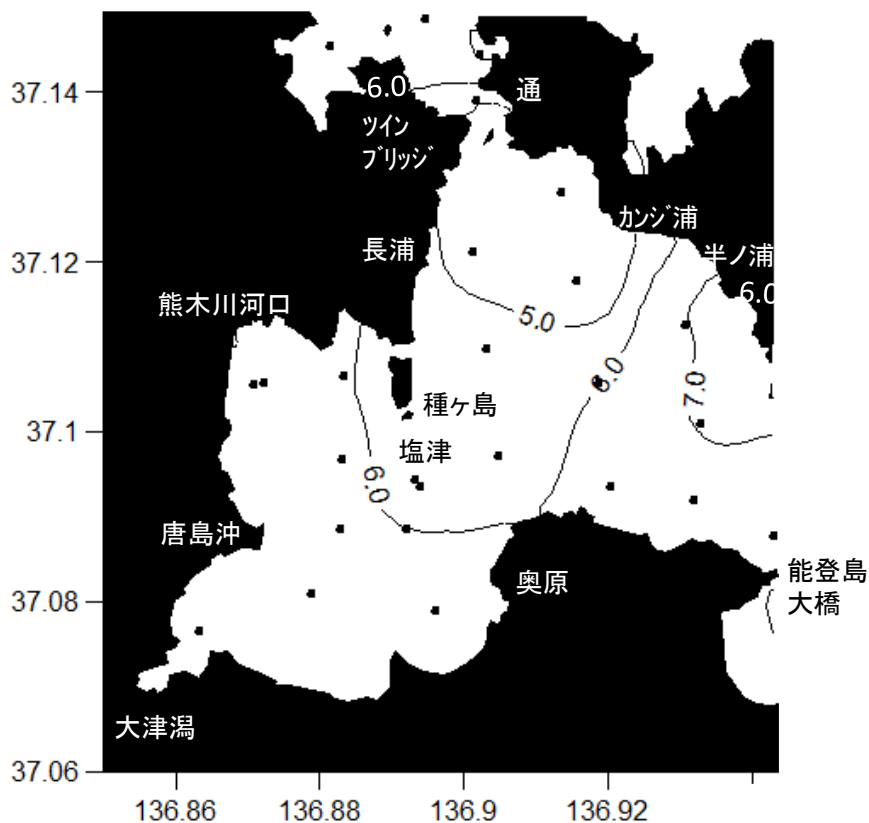 37.14
6.0
通
ツイン
ブリッジ
37.12
カンジ浦
長浦
半ノ浦
6.0
熊木川河口
5.0
6.0
7.0
種ヶ島
37.1
塩津
6.0
唐島沖
奥原
能登島
大橋
37.08
大津潟
37.06
136.86
136.88
136.9
136.92